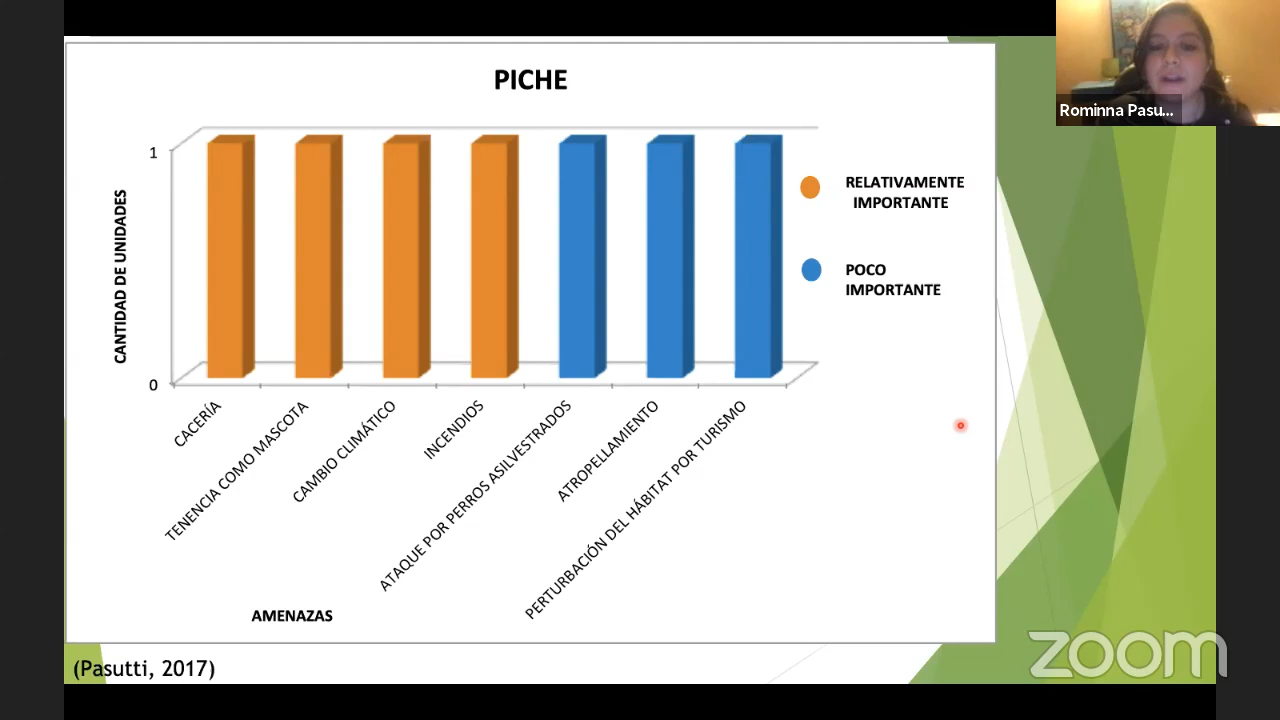 PICHE
Rominna Pasu...
1
CANTIDAD DE UNIDADES
0
RELATIVAMENTE
IMPORTANTE
POCO
IMPORTANTE
CACERÍA
TENENCIA COMO MASCOTA
CAMBIO CLIMÁTICO
INCENDIOS
ATAQUE POR PERROS ASILVESTRADOS
ATROPELLAMIENTO
PERTURBACIÓN DEL HÁBITAT POR TURISMO
AMENAZAS
(Pasutti, 2017)
zoom